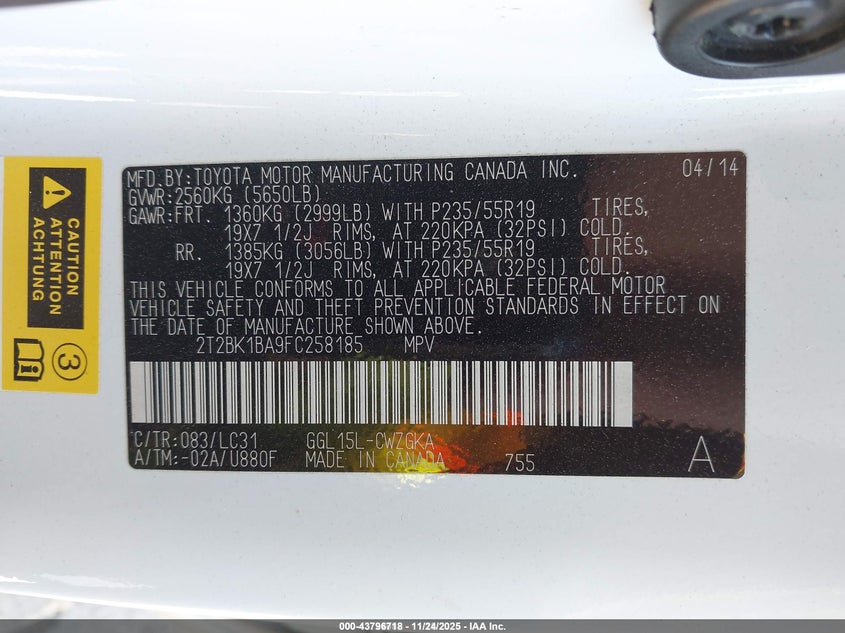 MFD.BY:TOYOTA MOTOR MANUFACTURING CANADA INC. 04/14
GVWR:2560KG (5650LB)
GAWR:FRT. 1360KG (2999LB) WITH P235/55R19 TIRES,
19X7 1/2J RIMS, AT 220KPA (32PSI) COLD.
RR. 1385KG (3056LB) WITH P235/55R19 TIRES,
19X7 1/2J RIMS, AT 220KPA (32PSI) COLD.
THIS VEHICLE CONFORMS TO ALL APPLICABLE FEDERAL MOTOR
VEHICLE SAFETY AND THEFT PREVENTION STANDARDS IN EFFECT ON
THE DATE OF MANUFACTURE SHOWN ABOVE.
2T2BK1BA9FC258185 MPV
C/TR:083/LC31 GGL15L-CWZGKA
A/TM:-02A/U880F MADE IN CANADA 755 A
CAUTION
ATTENTION
ACHTUNG
3
000-43796718 - 11/24/2025 - IAA Inc.